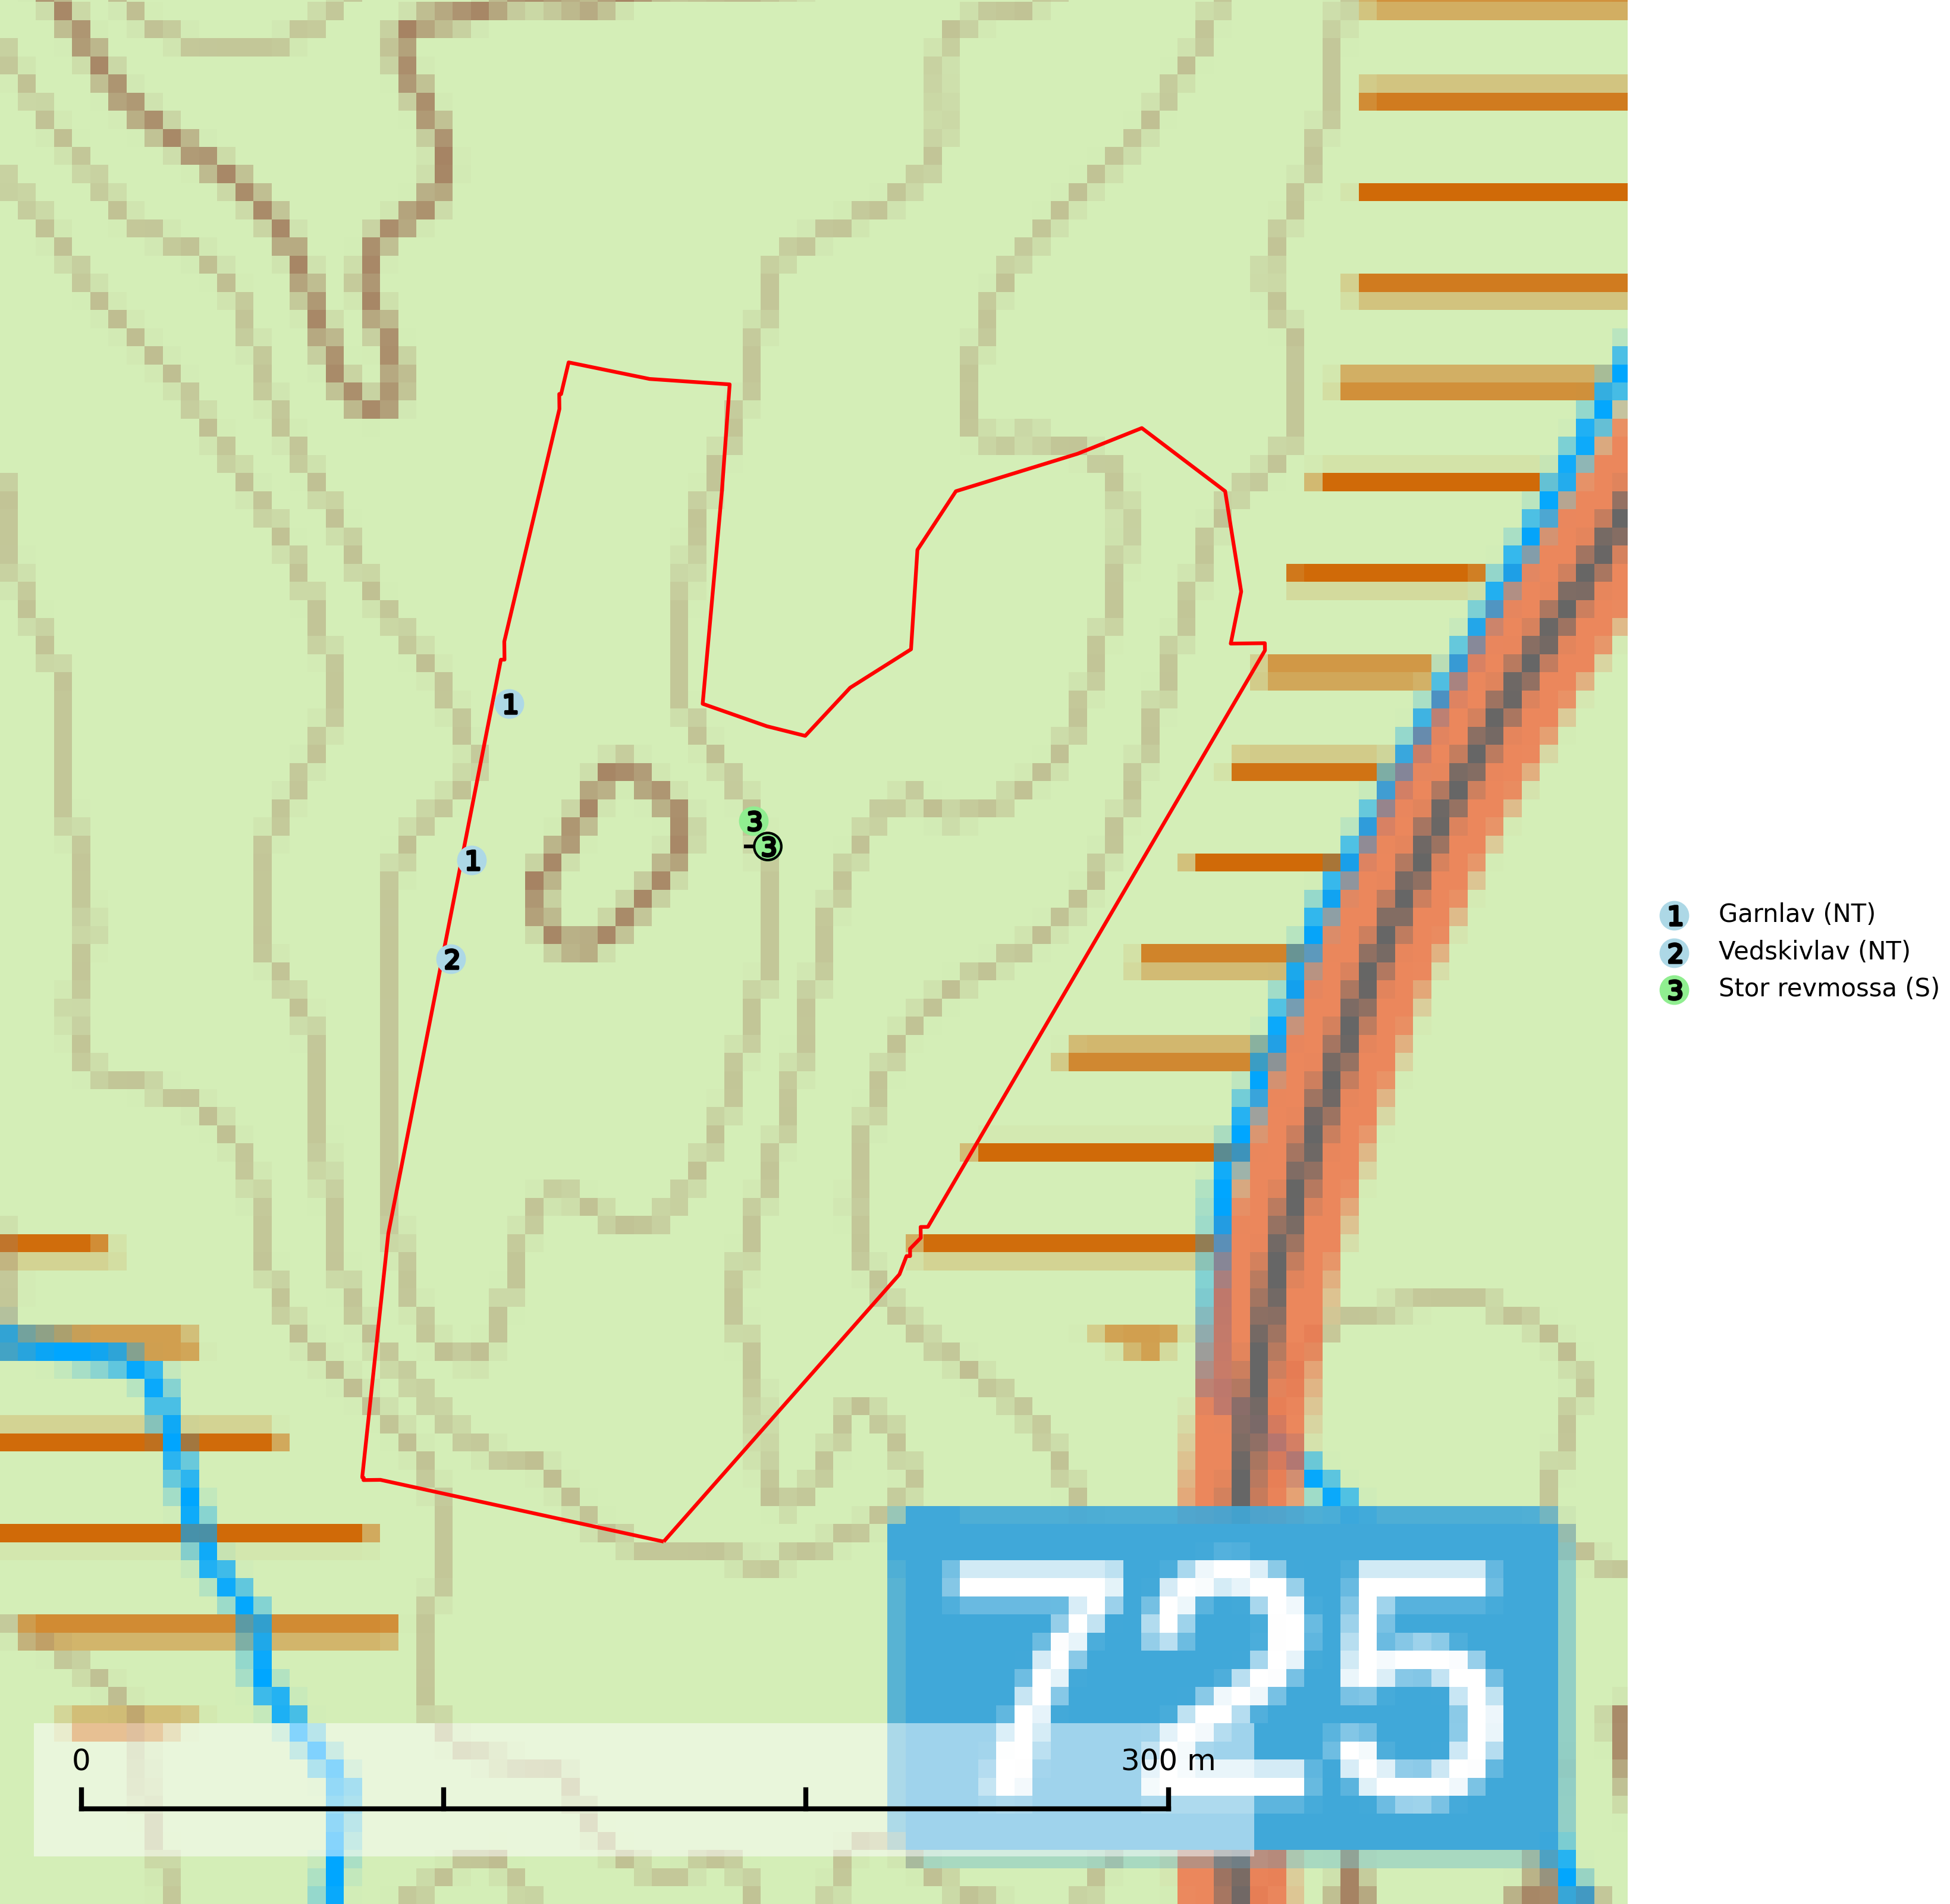 1
1
3
3
2
1 Garnlav (NT)
2 Vedskivlav (NT)
3 Stor revmossa (S)
725
0 300 m